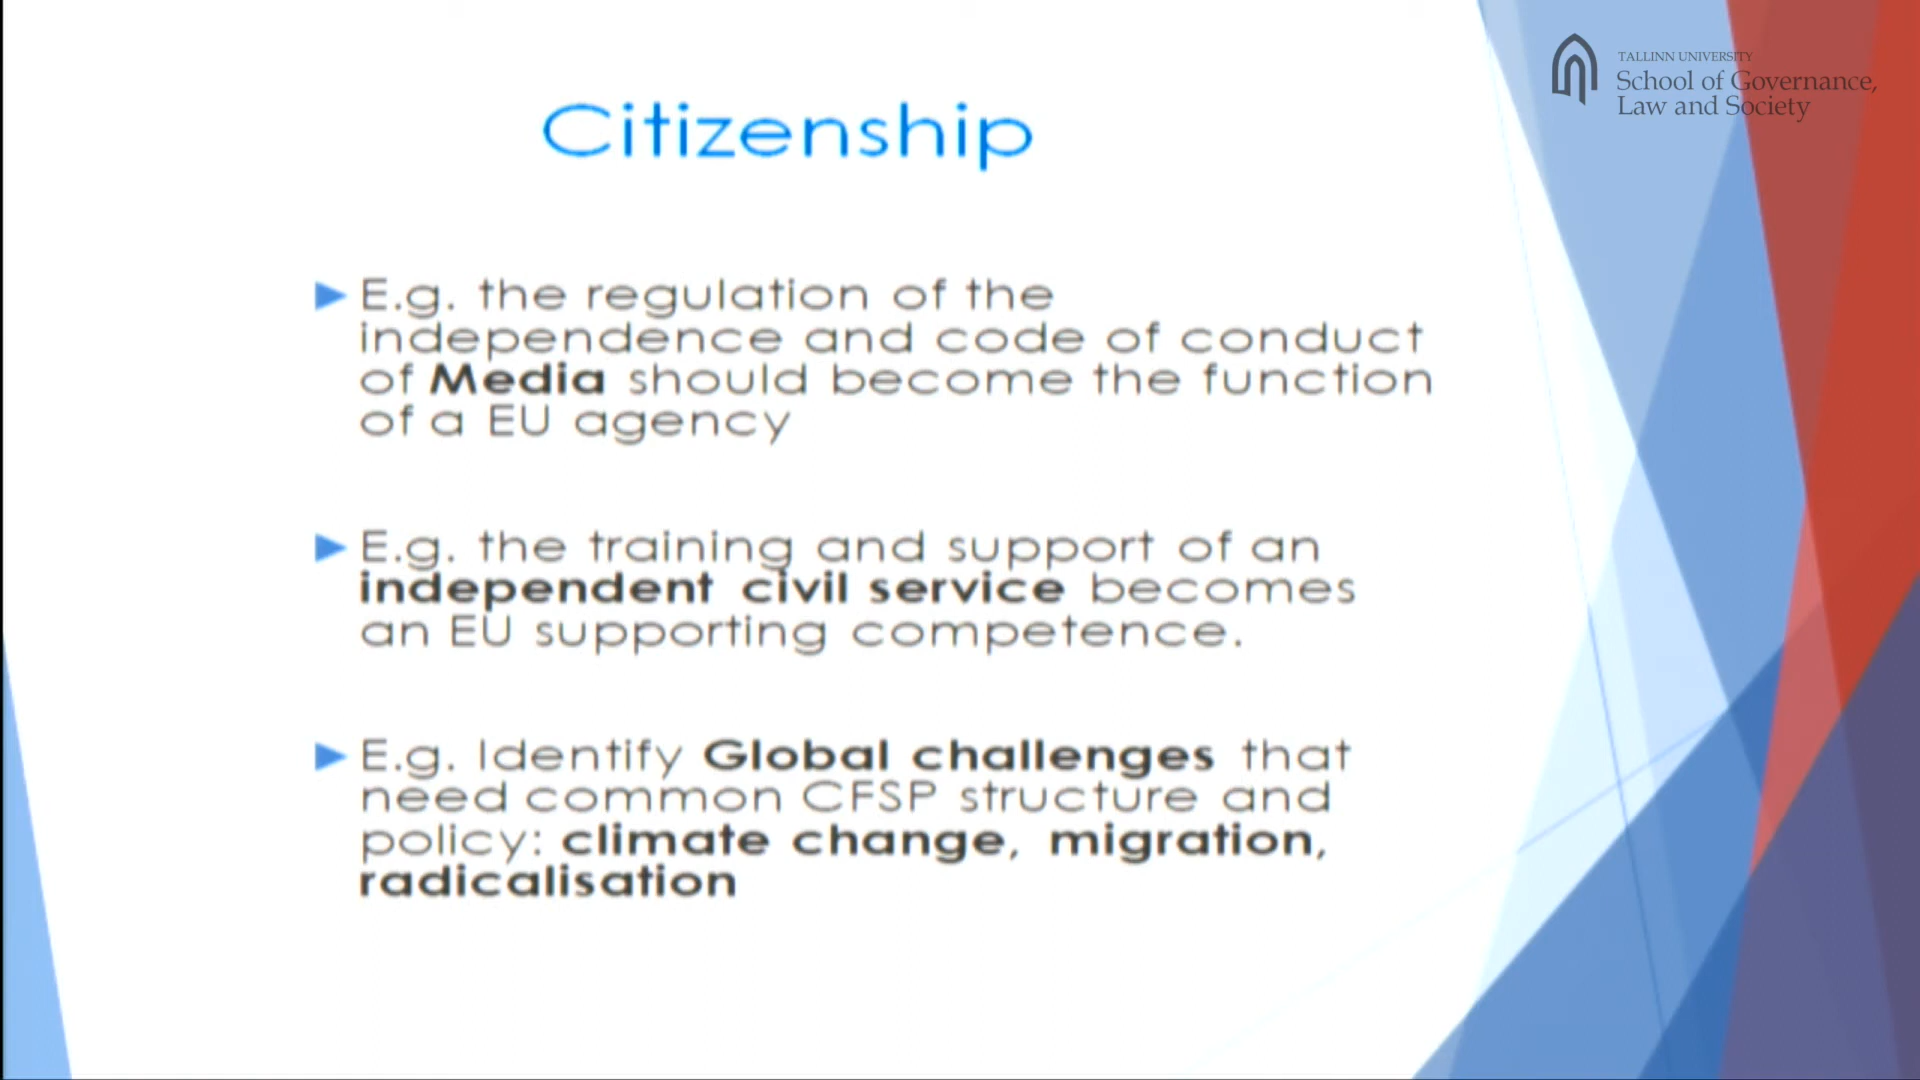 TALLINN UNIVERSITY
School of Governance,
Law and Society
Citizenship
E.g. the regulation of the
independence and code of conduct
of Media should become the function
of a EU agency
E.g. the training and support of an
independent civil service becomes
an EU supporting competence.
E.g. Identify Global challenges that
need common CFSP structure and
policy: climate change, migration,
radicalisation